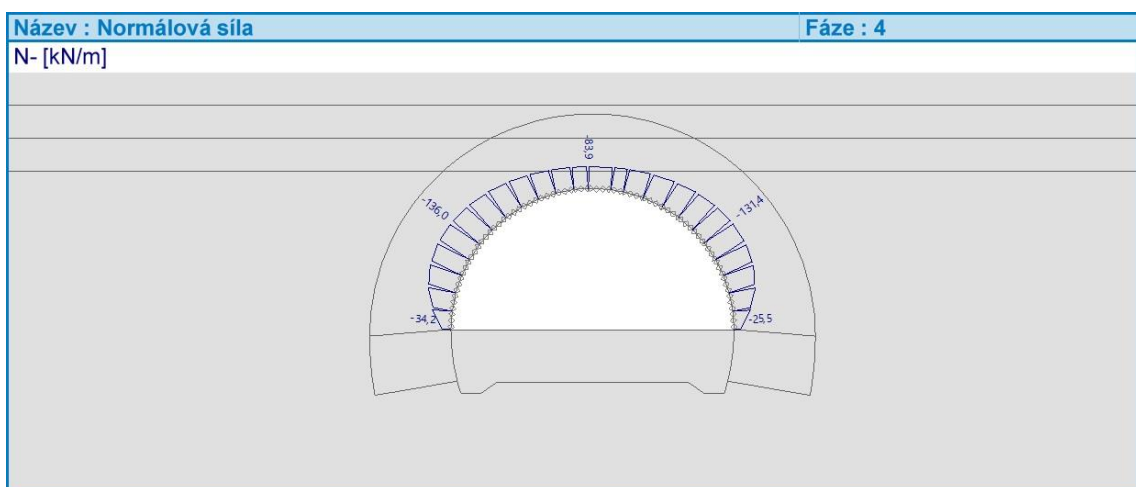 Název : Normálová síla
Fáze : 4
N- [kN/m]
-83,9
-136,0
-131,4
-34,2
-25,5